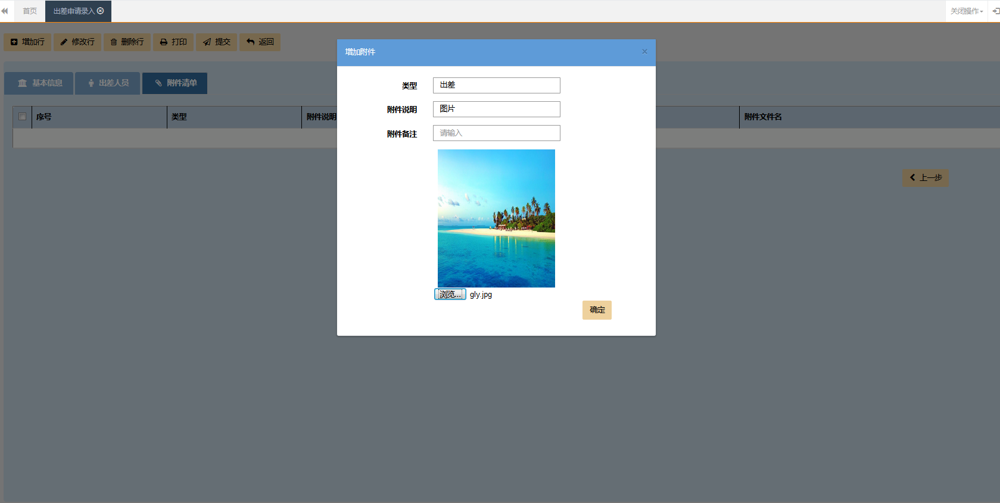 首页 出差申请录入 关闭操作
增加行 修改行 删除行 打印 提交 返回
基本信息 出差人员 附件清单
序号 类型 附件说明 附件文件名
上一步
增加附件 ×
类型 出差
附件说明 图片
附件备注 请输入
浏览... gly.jpg
确定